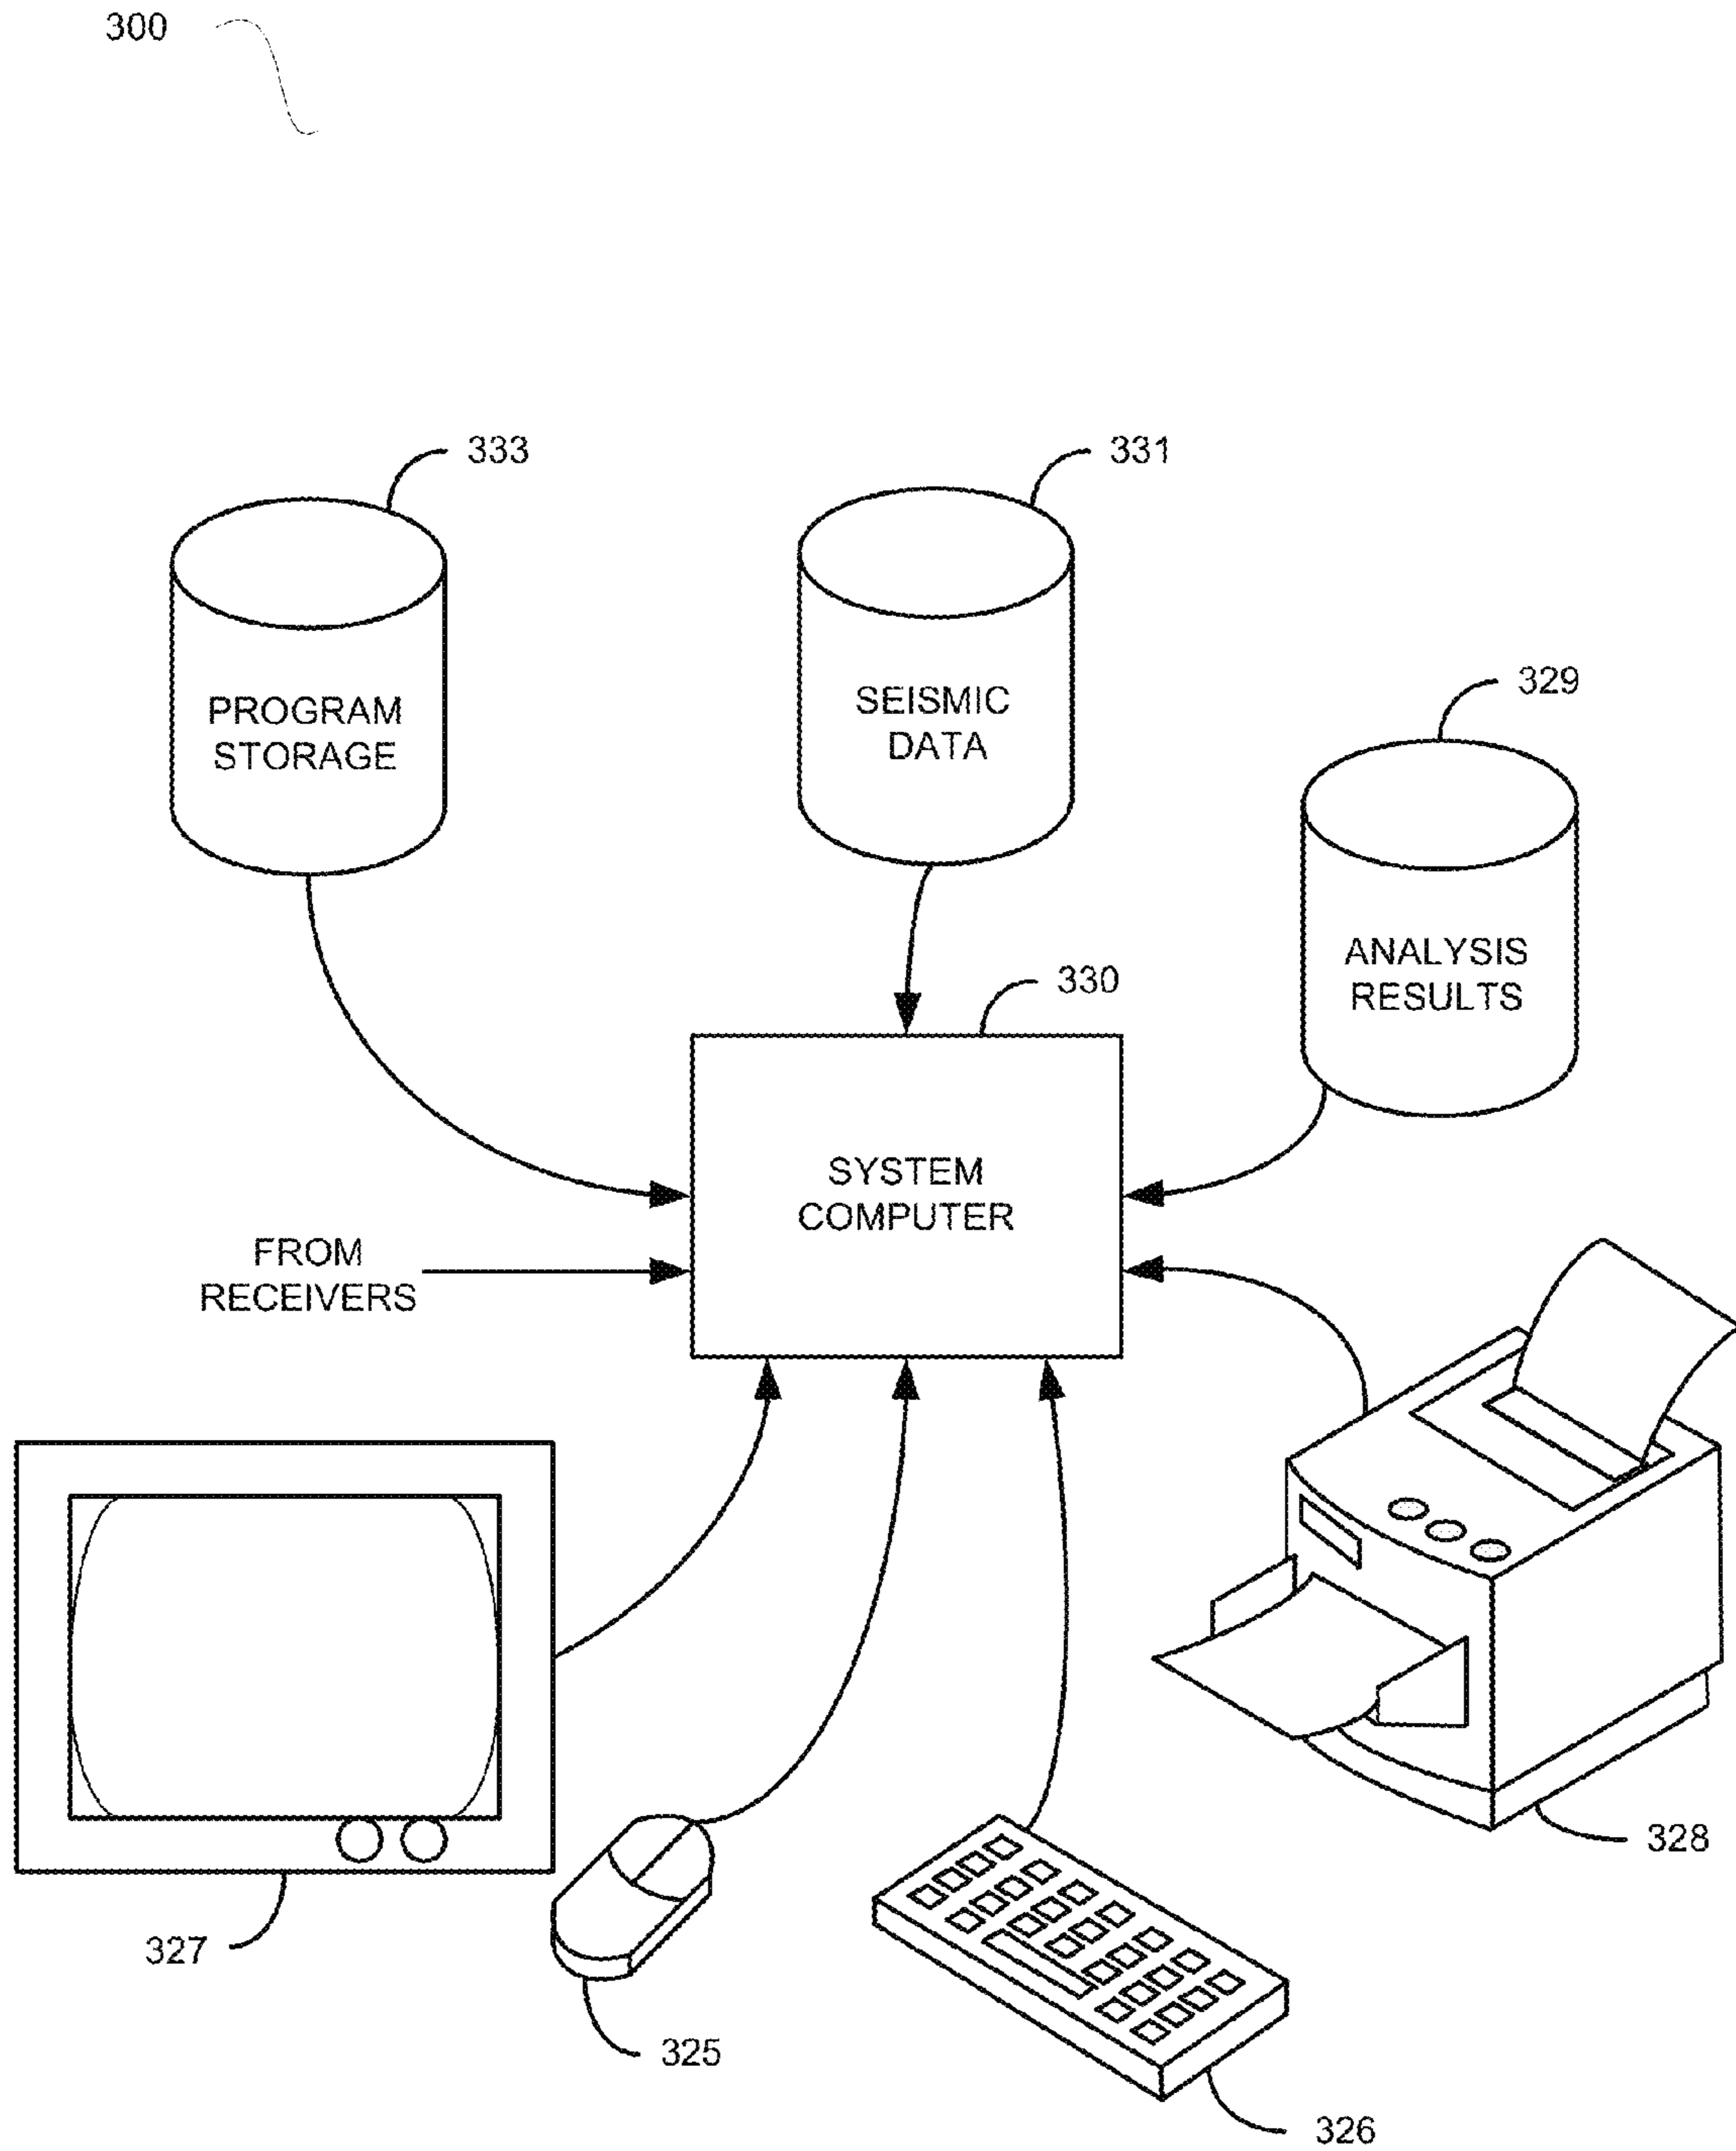 300
333
331
329
PROGRAM
STORAGE
SEISMIC
DATA
ANALYSIS
RESULTS
330
SYSTEM
COMPUTER
FROM
RECEIVERS
328
327
325
326